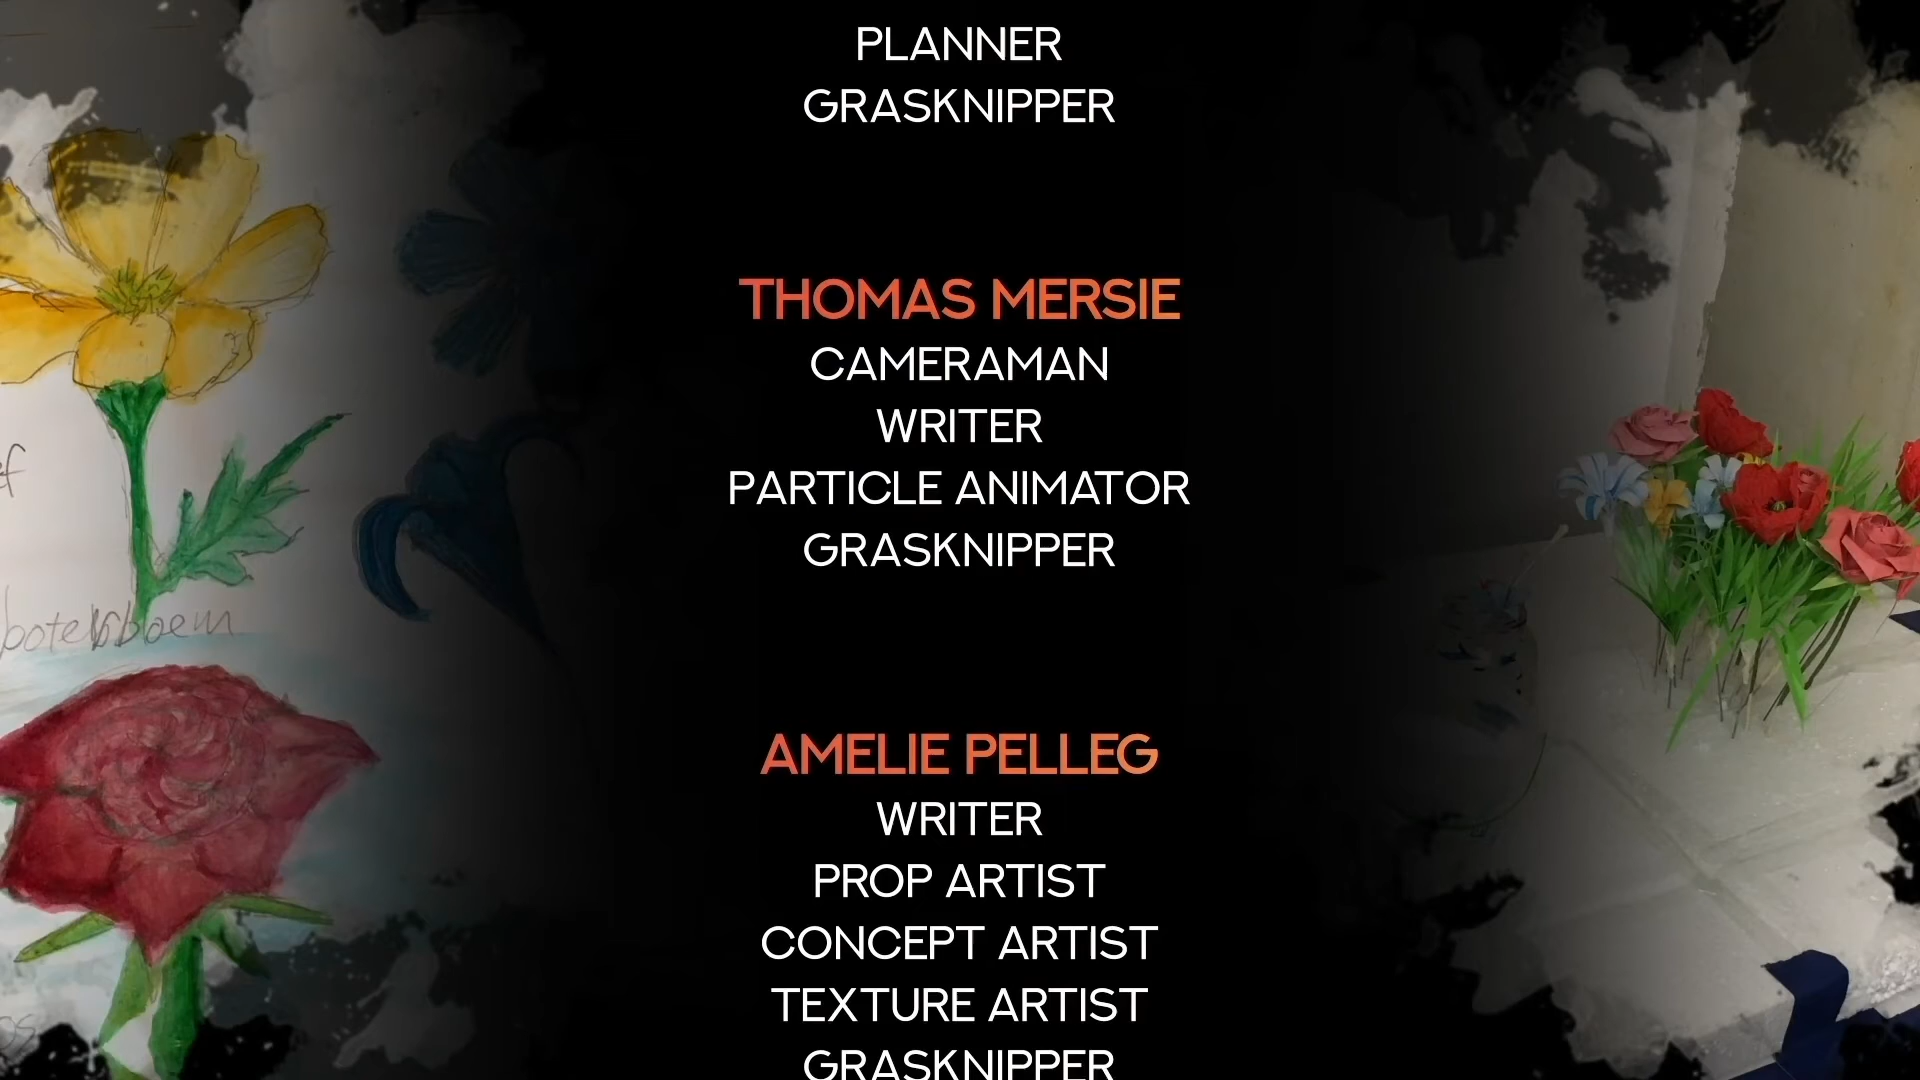 PLANNER
GRASKNIPPER
THOMAS MERSIE
CAMERAMAN
WRITER
PARTICLE ANIMATOR
GRASKNIPPER
AMELIE PELLEG
WRITER
PROP ARTIST
CONCEPT ARTIST
TEXTURE ARTIST
GRASKNIPPER